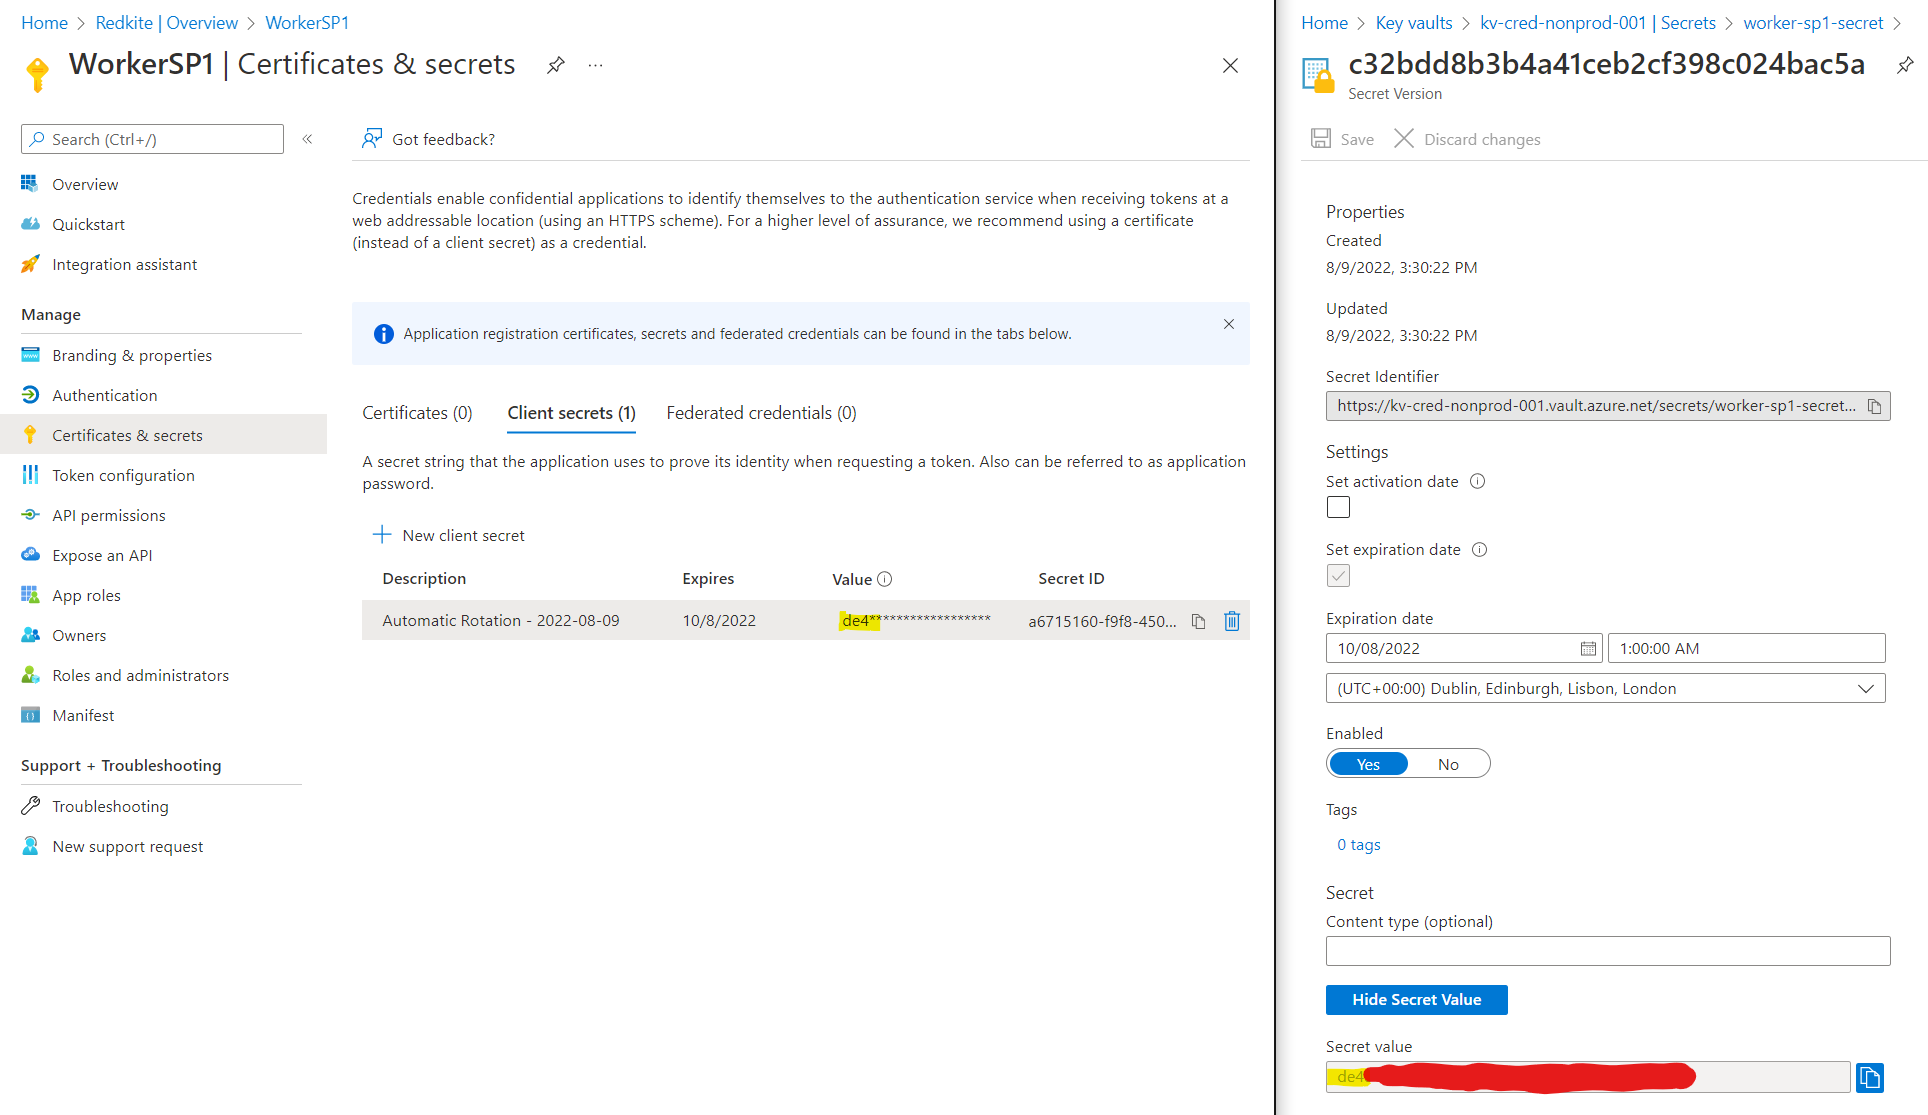 Home > Redkite | Overview > WorkerSP1
WorkerSP1 | Certificates & secrets ...
Search (Ctrl+/) «
Overview
Quickstart
Integration assistant
Manage
Branding & properties
Authentication
Certificates & secrets
Token configuration
API permissions
Expose an API
App roles
Owners
Roles and administrators
Manifest
Support + Troubleshooting
Troubleshooting
New support request
Got feedback?
Credentials enable confidential applications to identify themselves to the authentication service when receiving tokens at a
web addressable location (using an HTTPS scheme). For a higher level of assurance, we recommend using a certificate
(instead of a client secret) as a credential.
Application registration certificates, secrets and federated credentials can be found in the tabs below.
Certificates (0) Client secrets (1) Federated credentials (0)
A secret string that the application uses to prove its identity when requesting a token. Also can be referred to as application
password.
New client secret
Description Expires Value Secret ID
Automatic Rotation - 2022-08-09 10/8/2022 de4****************** a6715160-f9f8-450...
Home > Key vaults > kv-cred-nonprod-001 | Secrets > worker-sp1-secret >
c32bdd8b3b4a41ceb2cf398c024bac5a
Secret Version
Save Discard changes
Properties
Created
8/9/2022, 3:30:22 PM
Updated
8/9/2022, 3:30:22 PM
Secret Identifier
https://kv-cred-nonprod-001.vault.azure.net/secrets/worker-sp1-secret...
Settings
Set activation date
Set expiration date
Expiration date
10/08/2022 1:00:00 AM
(UTC+00:00) Dublin, Edinburgh, Lisbon, London
Enabled
Yes No
Tags
0 tags
Secret
Content type (optional)
Hide Secret Value
Secret value
de4